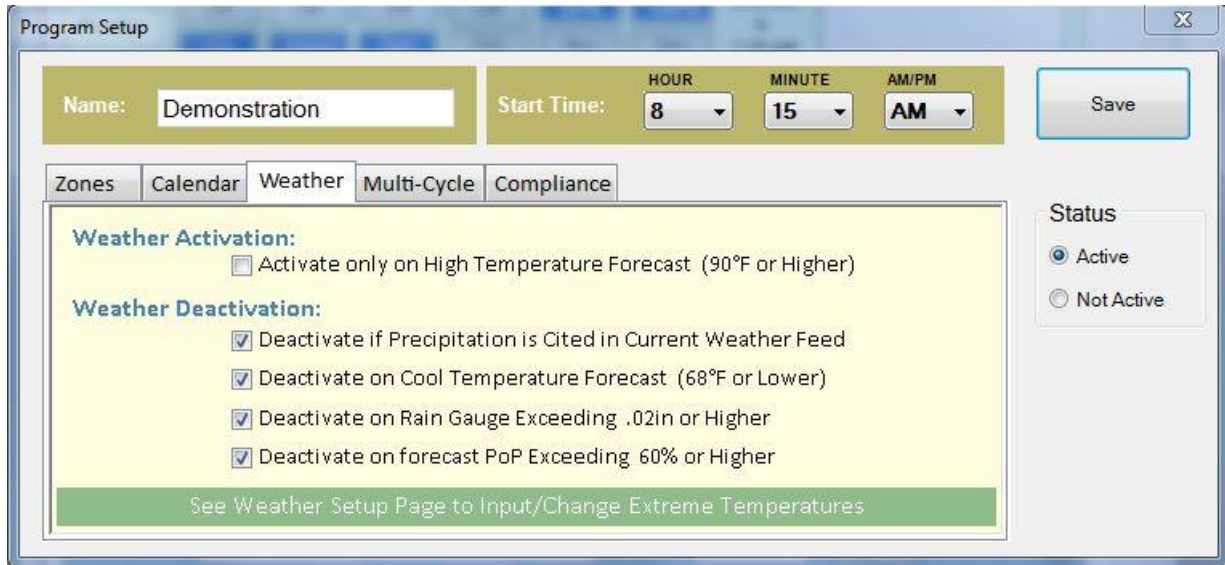 Program Setup
HOUR MINUTE AM/PM
Name: Demonstration Start Time: 8 15 AM Save
Zones Calendar Weather Multi-Cycle Compliance
Status
Weather Activation:
Activate only on High Temperature Forecast (90°F or Higher)
Active
Weather Deactivation:
Not Active
Deactivate if Precipitation is Cited in Current Weather Feed
Deactivate on Cool Temperature Forecast (68°F or Lower)
Deactivate on Rain Gauge Exceeding .02in or Higher
Deactivate on forecast PoP Exceeding 60% or Higher
See Weather Setup Page to Input/Change Extreme Temperatures